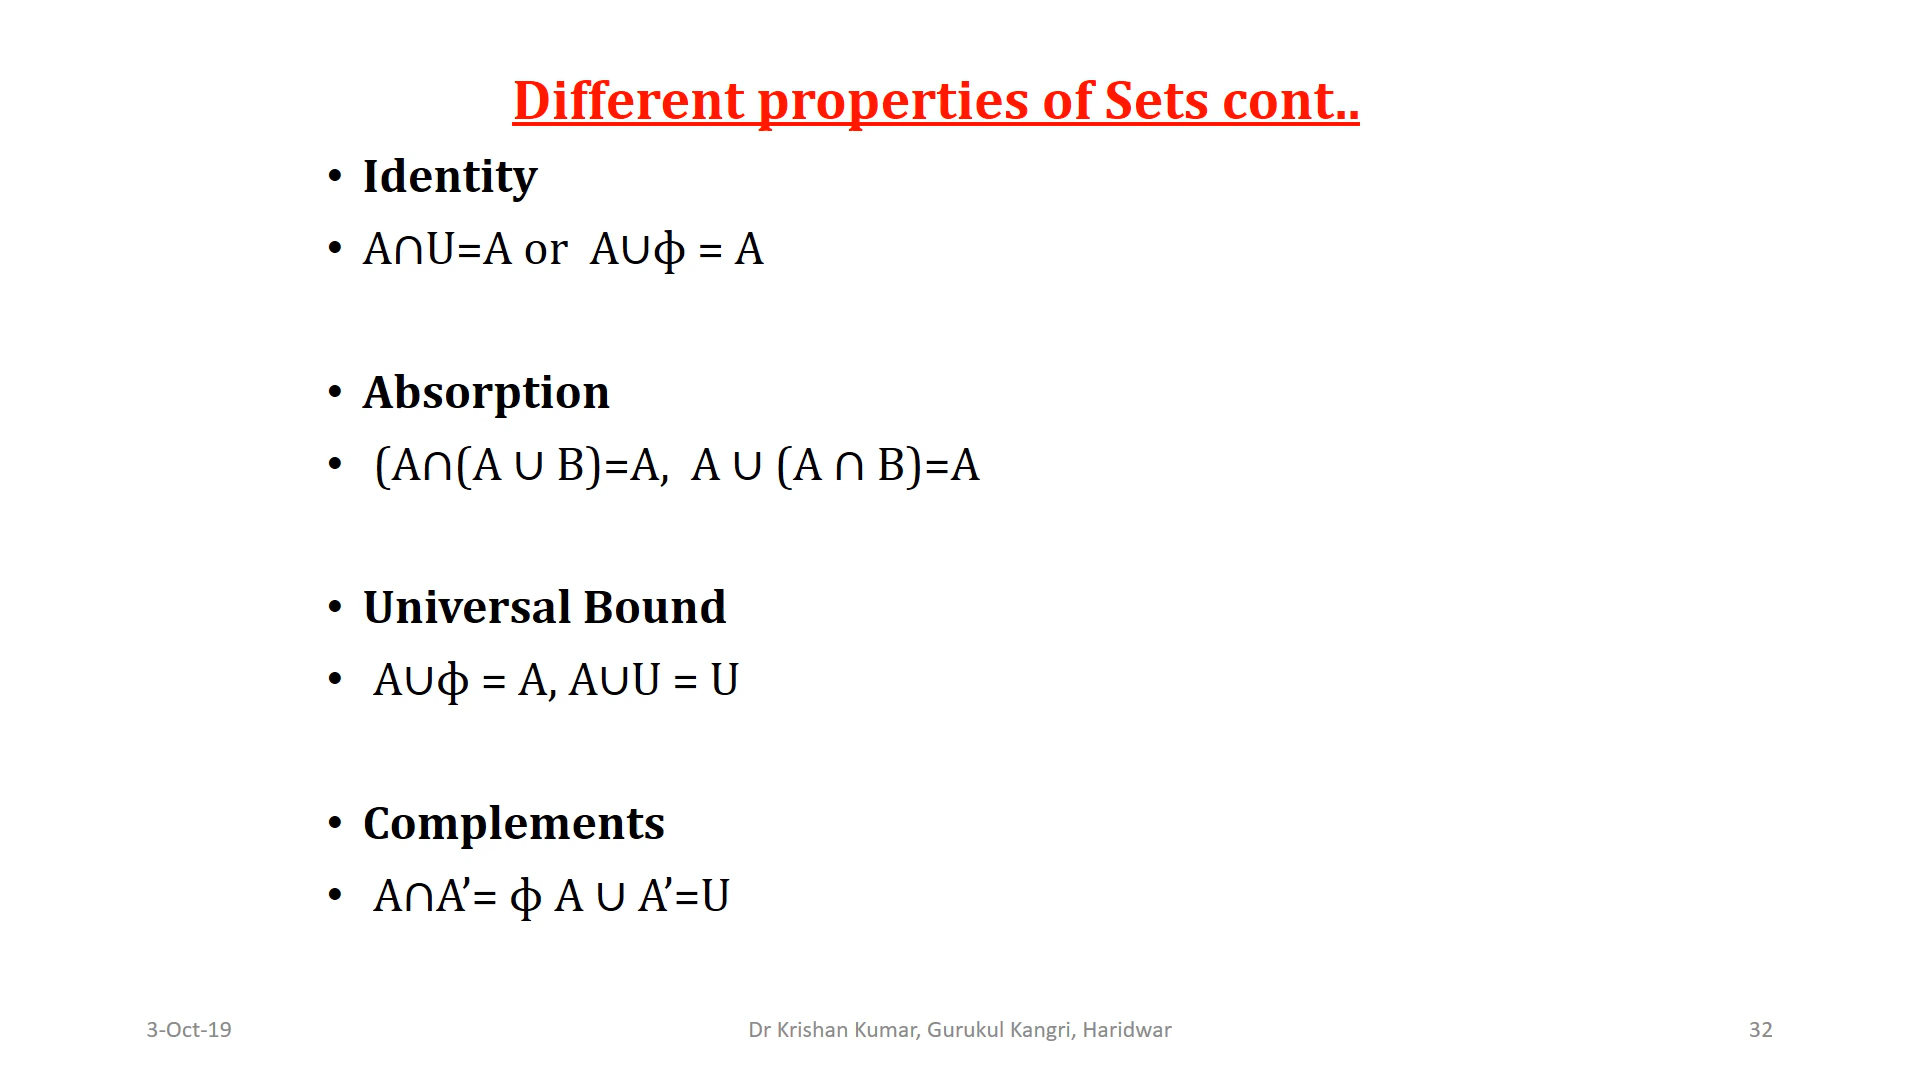 Different properties of Sets cont..
• Identity
• A∩U=A or  A∪ф = A
• Absorption
• (A∩(A ∪ B)=A,  A ∪ (A ∩ B)=A
• Universal Bound
• A∪ф = A, A∪U = U
• Complements
• A∩A’= ф A ∪ A’=U
3-Oct-19
Dr Krishan Kumar, Gurukul Kangri, Haridwar
32